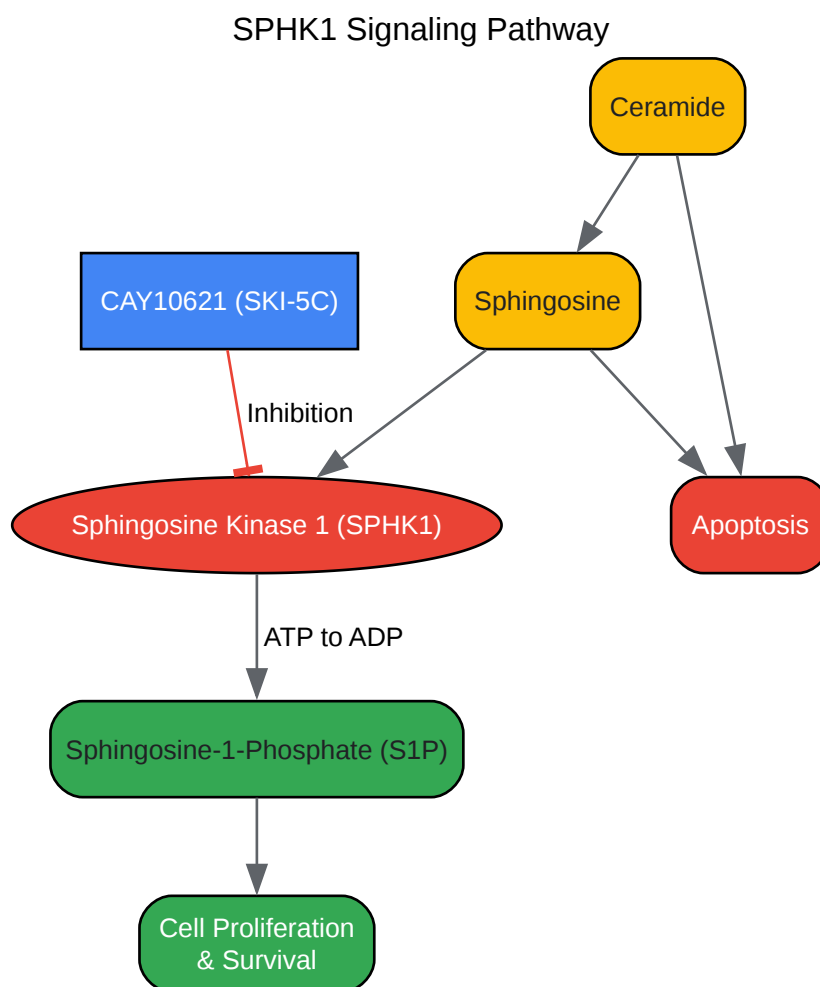 SPHK1 Signaling Pathway
Ceramide
CAY10621 (SKI-5C)
Sphingosine
Inhibition
Sphingosine Kinase 1 (SPHK1)
Apoptosis
ATP to ADP
Sphingosine-1-Phosphate (S1P)
Cell Proliferation
& Survival